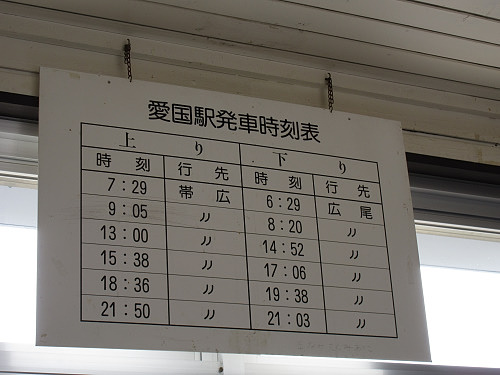 愛国駅発車時刻表
上り 下り
時刻 行先 時刻 行先
7:29 帯広 6:29 広尾
9:05 〃 8:20 〃
13:00 〃 14:52 〃
15:38 〃 17:06 〃
18:36 〃 19:38 〃
21:50 〃 21:03 〃